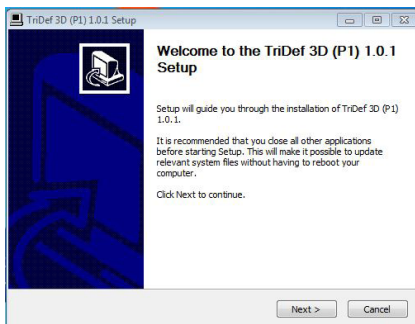 TriDef 3D (P1) 1.0.1 Setup
Welcome to the TriDef 3D (P1) 1.0.1
Setup
Setup will guide you through the installation of TriDef 3D (P1)
1.0.1.
It is recommended that you close all other applications
before starting Setup. This will make it possible to update
relevant system files without having to reboot your
computer.
Click Next to continue.
Next >
Cancel